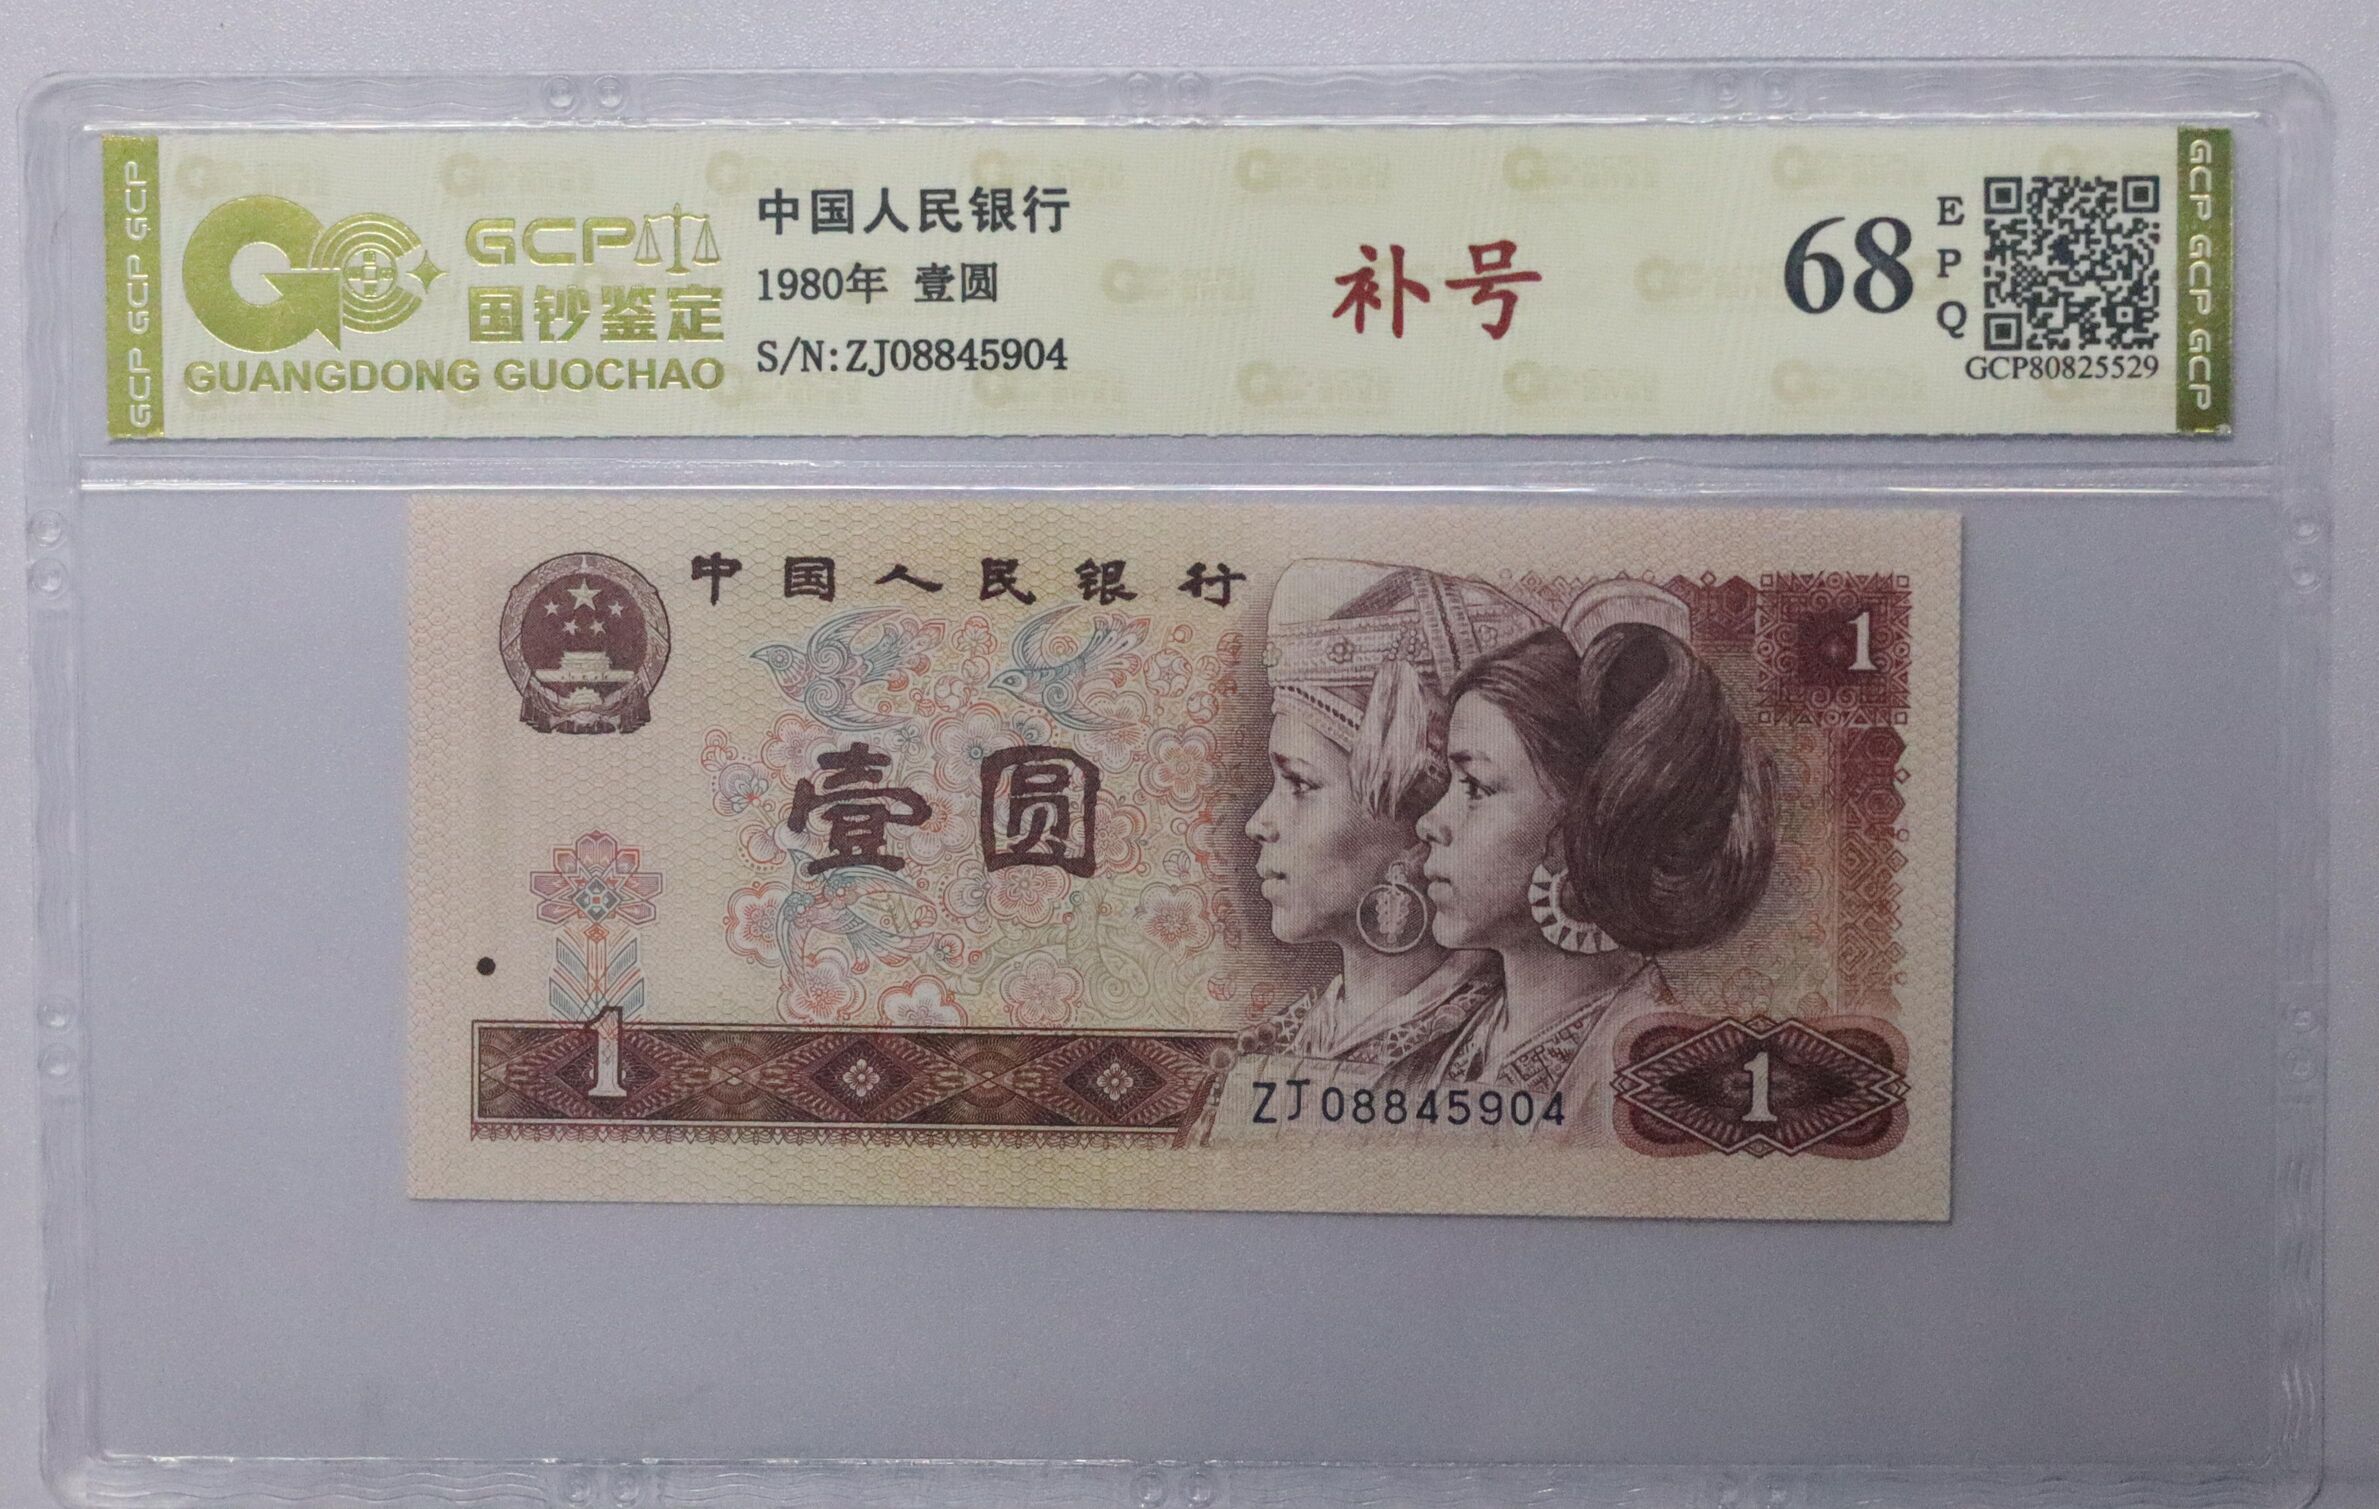 GCP GCP GCP
GCP
国钞鉴定
GUANGDONG GUOCHAO
中国人民银行
1980年 壹圆
S/N:ZJ08845904
补号
68
EPQ
GCP80825529
GCP GCP GCP
中国人民银行
1
壹圆
1
ZJ08845904
1